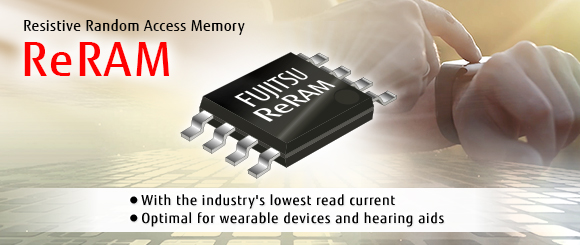 Resistive Random Access Memory
ReRAM
FUJITSU
ReRAM
● With the industry's lowest read current
● Optimal for wearable devices and hearing aids